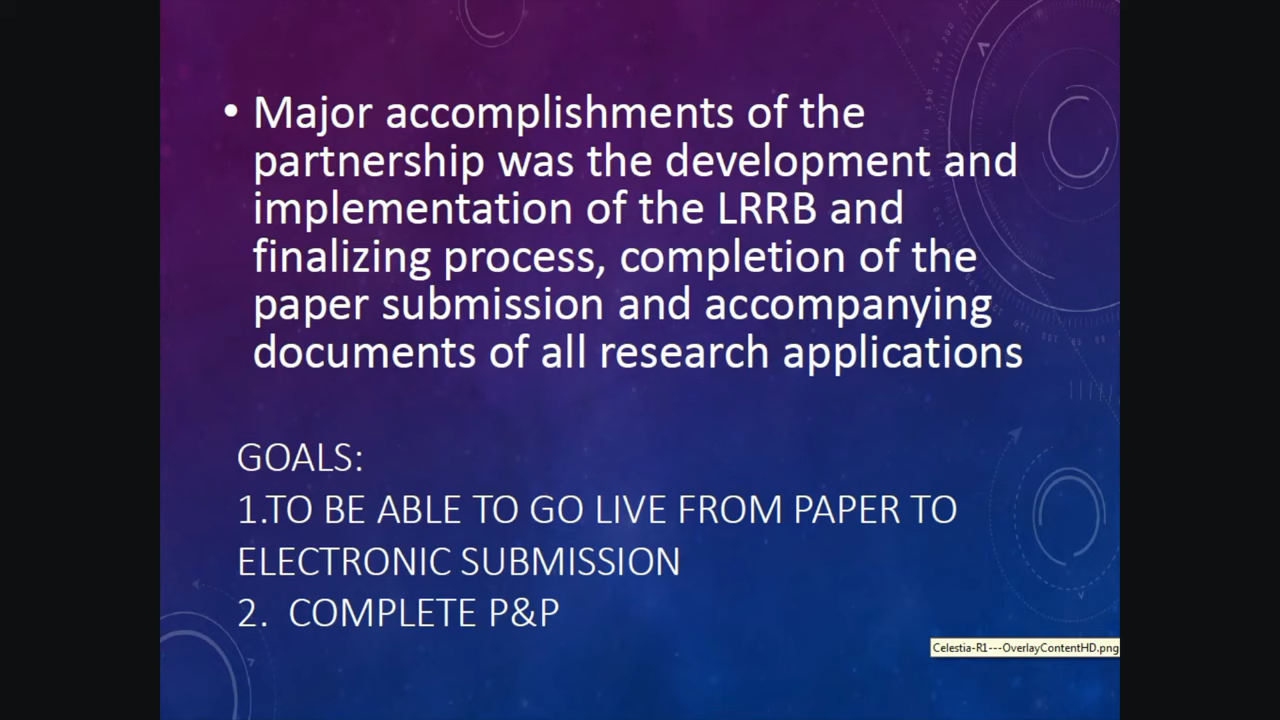 • Major accomplishments of the
partnership was the development and
implementation of the LRRB and
finalizing process, completion of the
paper submission and accompanying
documents of all research applications
GOALS:
1.TO BE ABLE TO GO LIVE FROM PAPER TO
ELECTRONIC SUBMISSION
2.  COMPLETE P&P
Celestia-R1---OverlayContentHD.png